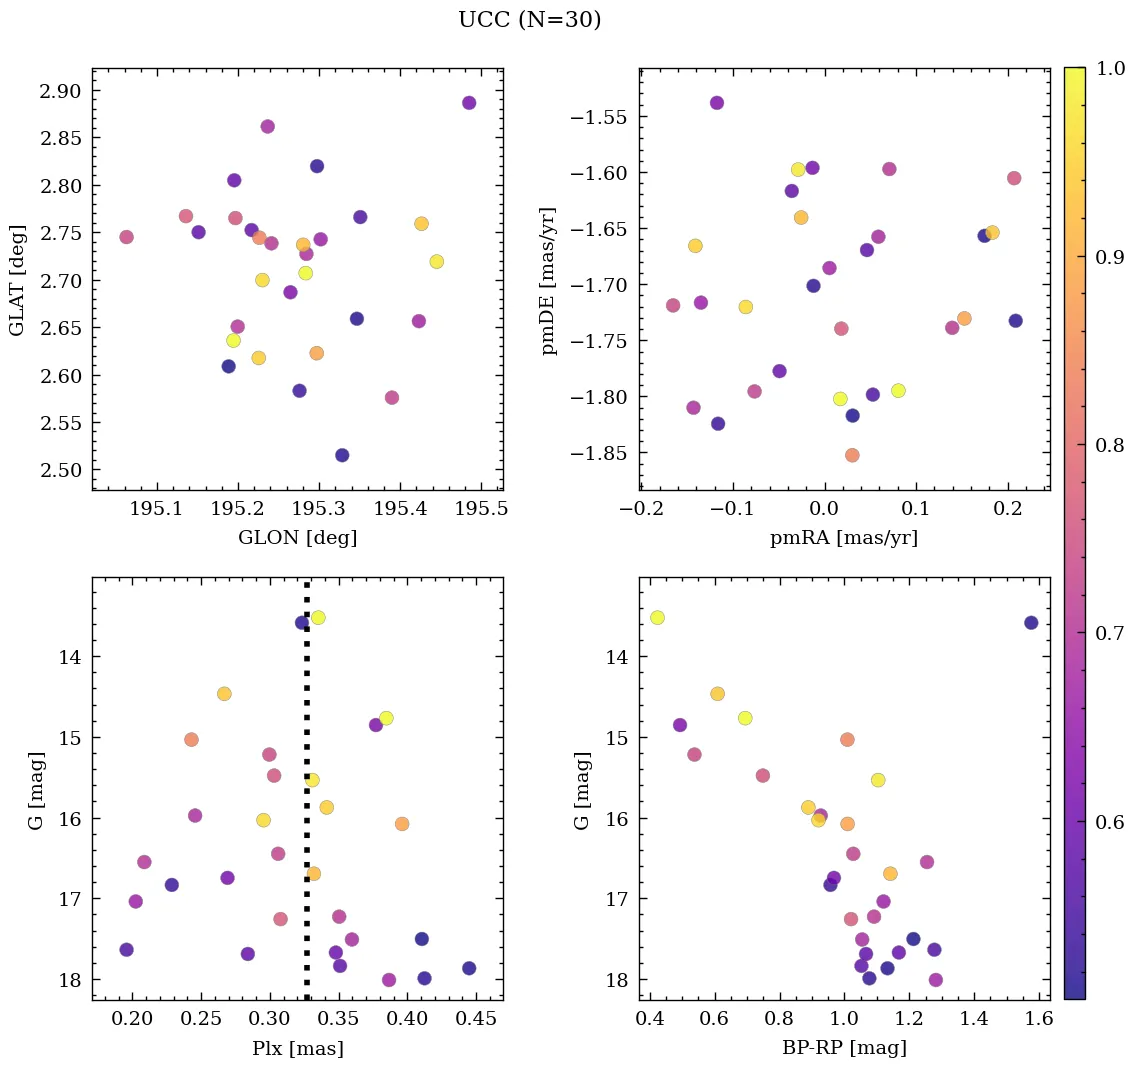 UCC (N=30)
2.90
2.85
2.80
2.75
2.70
2.65
2.60
2.55
2.50
GLAT [deg]
195.1 195.2 195.3 195.4 195.5
GLON [deg]
−1.55
−1.60
−1.65
−1.70
−1.75
−1.80
−1.85
pmDE [mas/yr]
−0.2 −0.1 0.0 0.1 0.2
pmRA [mas/yr]
1.0
0.9
0.8
0.7
0.6
14
15
16
17
18
G [mag]
0.20 0.25 0.30 0.35 0.40 0.45
Plx [mas]
14
15
16
17
18
G [mag]
0.4 0.6 0.8 1.0 1.2 1.4 1.6
BP-RP [mag]